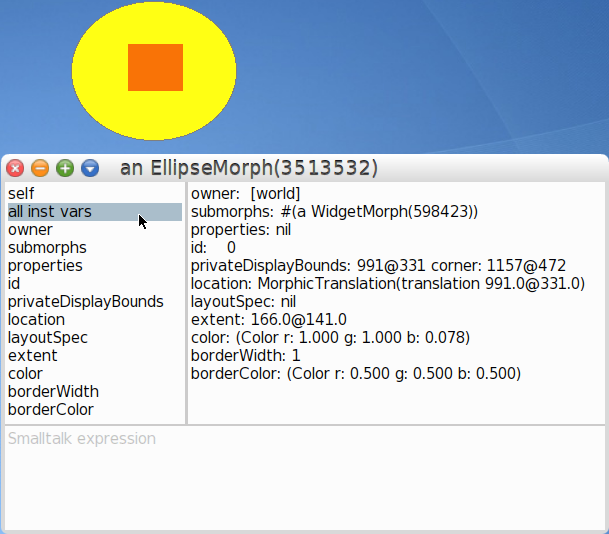 an EllipseMorph(3513532)
self
all inst vars
owner
submorphs
properties
id
privateDisplayBounds
location
layoutSpec
extent
color
borderWidth
borderColor
owner: [world]
submorphs: #(a WidgetMorph(598423))
properties: nil
id: 0
privateDisplayBounds: 991@331 corner: 1157@472
location: MorphicTranslation(translation 991.0@331.0)
layoutSpec: nil
extent: 166.0@141.0
color: (Color r: 1.000 g: 1.000 b: 0.078)
borderWidth: 1
borderColor: (Color r: 0.500 g: 0.500 b: 0.500)
Smalltalk expression